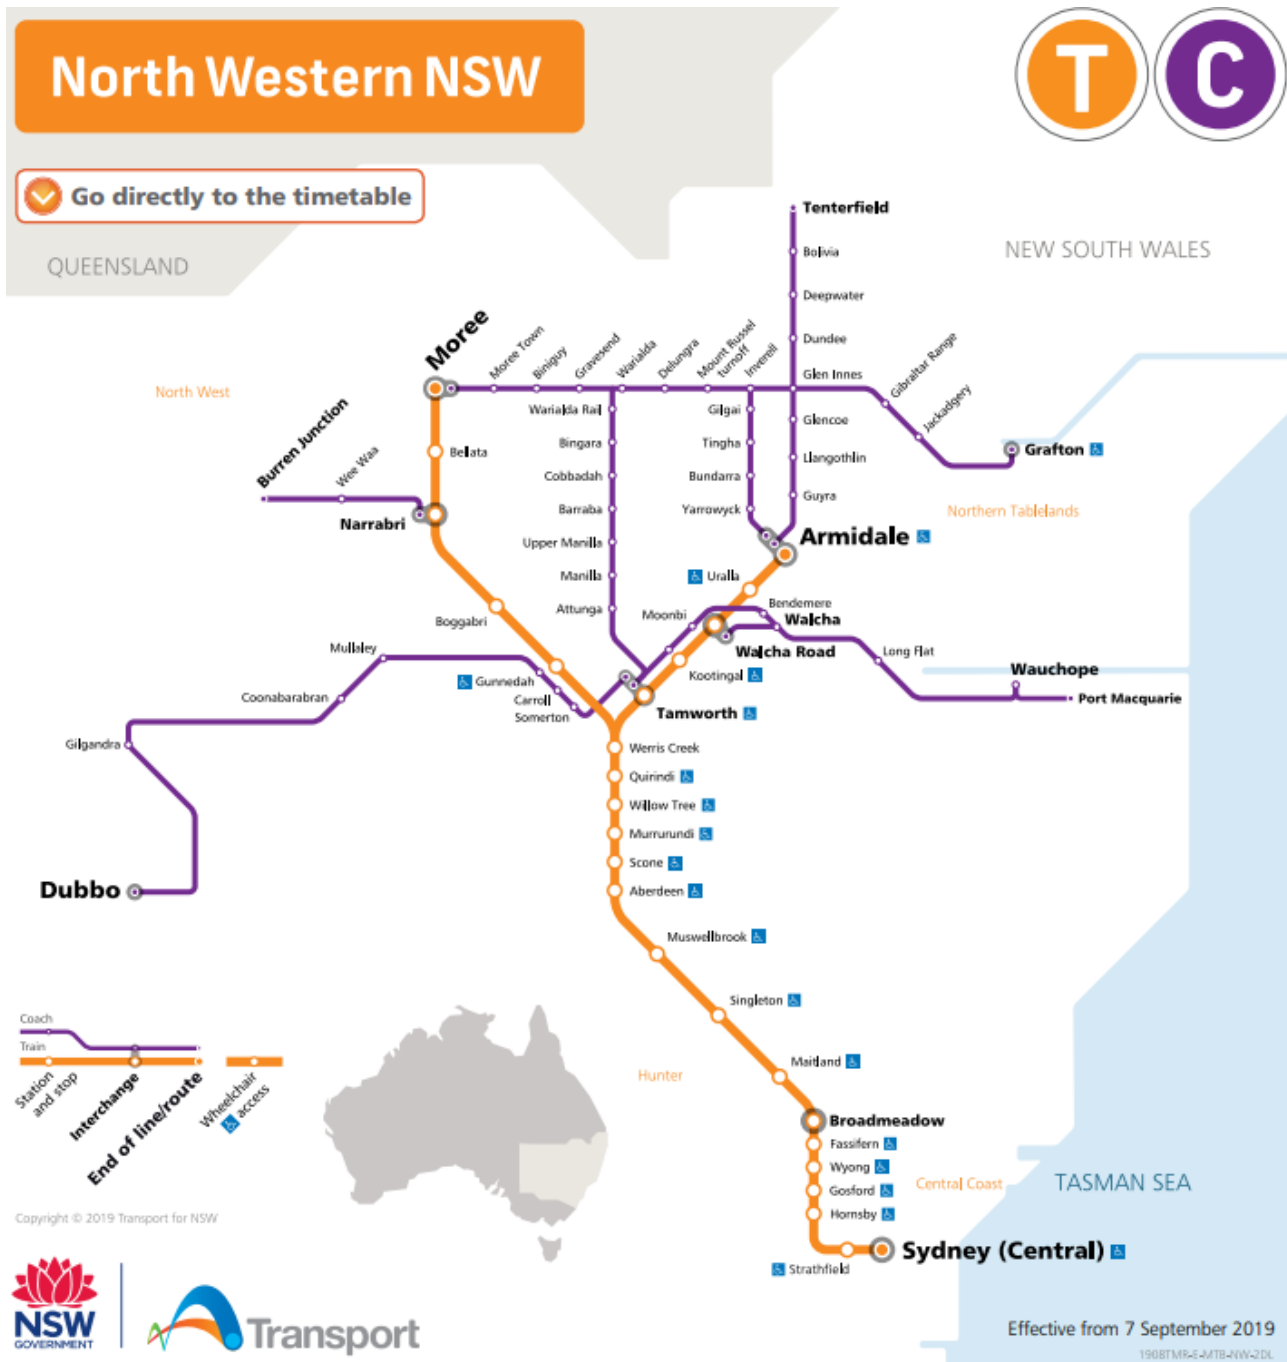 North Western NSW
T
C
Go directly to the timetable
QUEENSLAND
NEW SOUTH WALES
Tenterfield
Bolivia
Deepwater
Dundee
Glen Innes
Moree
Moree Town
Biniguy
Gravesend
Warialda
Delungra
Mount Russel
turnoff
Inverell
Gibraltar Range
Jackadgery
Grafton
North West
Burren Junction
Wee Waa
Narrabri
Bellata
Warialda Rail
Bingara
Cobbadah
Barraba
Upper Manilla
Manilla
Attunga
Gilgai
Tingha
Bundarra
Yarrowyck
Glencoe
Llangothlin
Guyra
Northern Tablelands
Armidale
Uralla
Boggabri
Moonbi
Bendemere
Walcha
Walcha Road
Long Flat
Wauchope
Port Macquarie
Mullaley
Coonabarabran
Gilgandra
Dubbo
Gunnedah
Carroll
Somerton
Kootingal
Tamworth
Werris Creek
Quirindi
Willow Tree
Murrurundi
Scone
Aberdeen
Muswellbrook
Singleton
Maitland
Hunter
Broadmeadow
Fassifern
Wyong
Gosford
Hornsby
Central Coast
TASMAN SEA
Sydney (Central)
Strathfield
Coach
Train
Station
and stop
Interchange
End of line/route
Wheelchair
access
Copyright © 2019 Transport for NSW
NSW
GOVERNMENT
Transport
Effective from 7 September 2019
190BTMR-E-MTB-NW-2DL